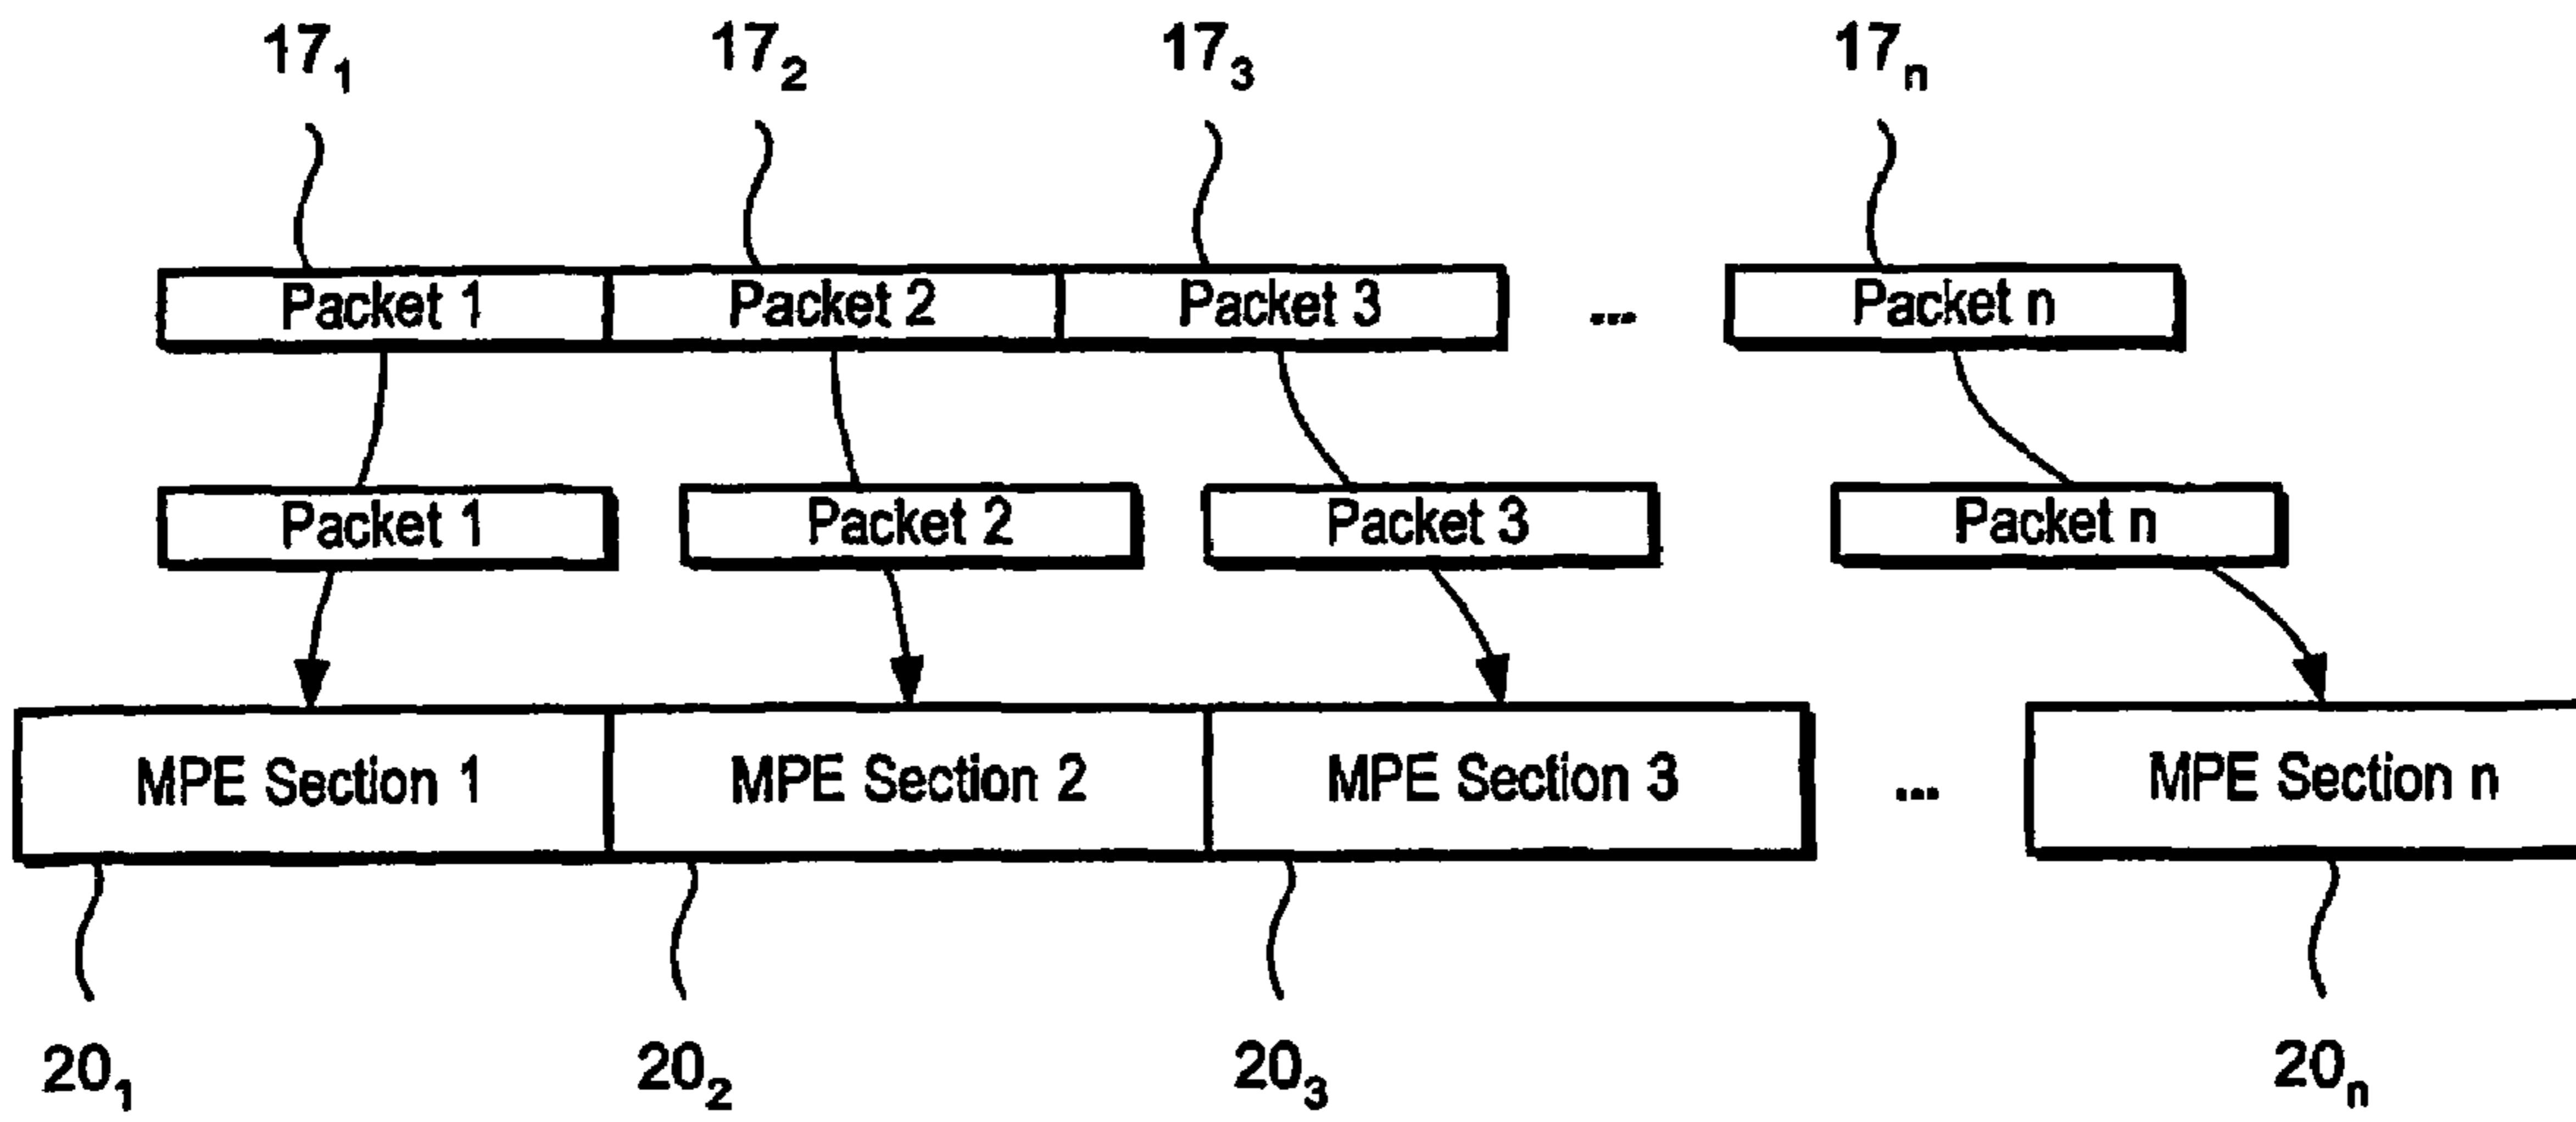 17₁ 17₂ 17₃ 17ₙ
Packet 1 Packet 2 Packet 3 ... Packet n
Packet 1 Packet 2 Packet 3 Packet n
MPE Section 1 MPE Section 2 MPE Section 3 ... MPE Section n
20₁ 20₂ 20₃ 20ₙ